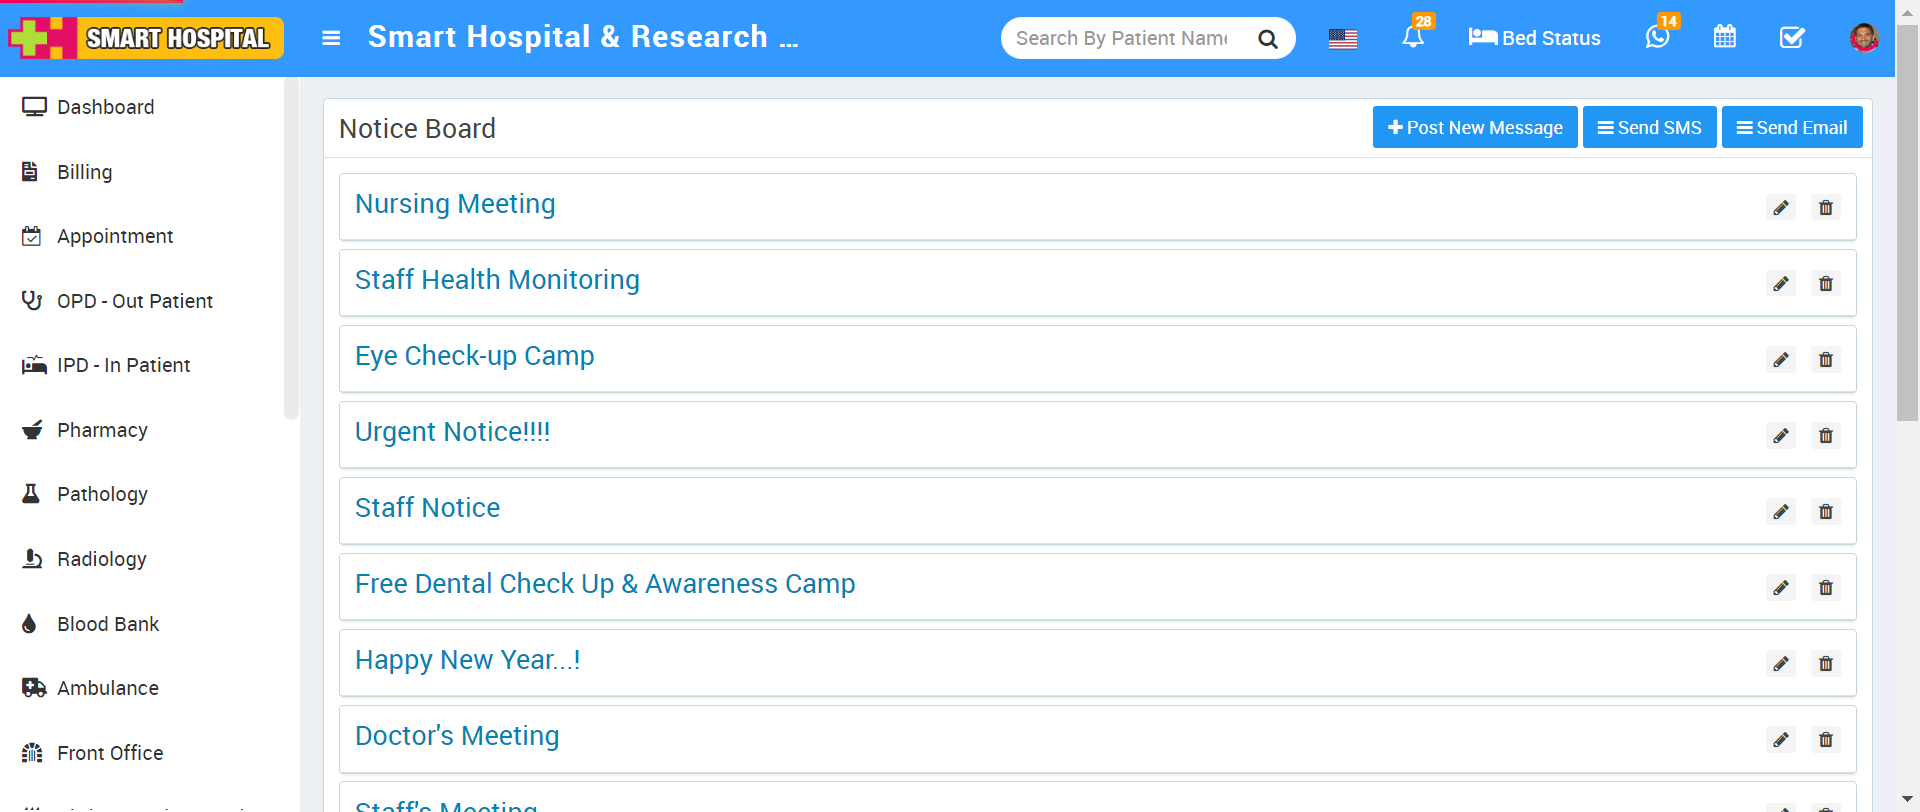 SMART HOSPITAL
Smart Hospital & Research ...
Search By Patient Name
28
Bed Status
14
Dashboard
Billing
Appointment
OPD - Out Patient
IPD - In Patient
Pharmacy
Pathology
Radiology
Blood Bank
Ambulance
Front Office
Notice Board
Post New Message
Send SMS
Send Email
Nursing Meeting
Staff Health Monitoring
Eye Check-up Camp
Urgent Notice!!!!
Staff Notice
Free Dental Check Up & Awareness Camp
Happy New Year...!
Doctor's Meeting
Staff's Meeting